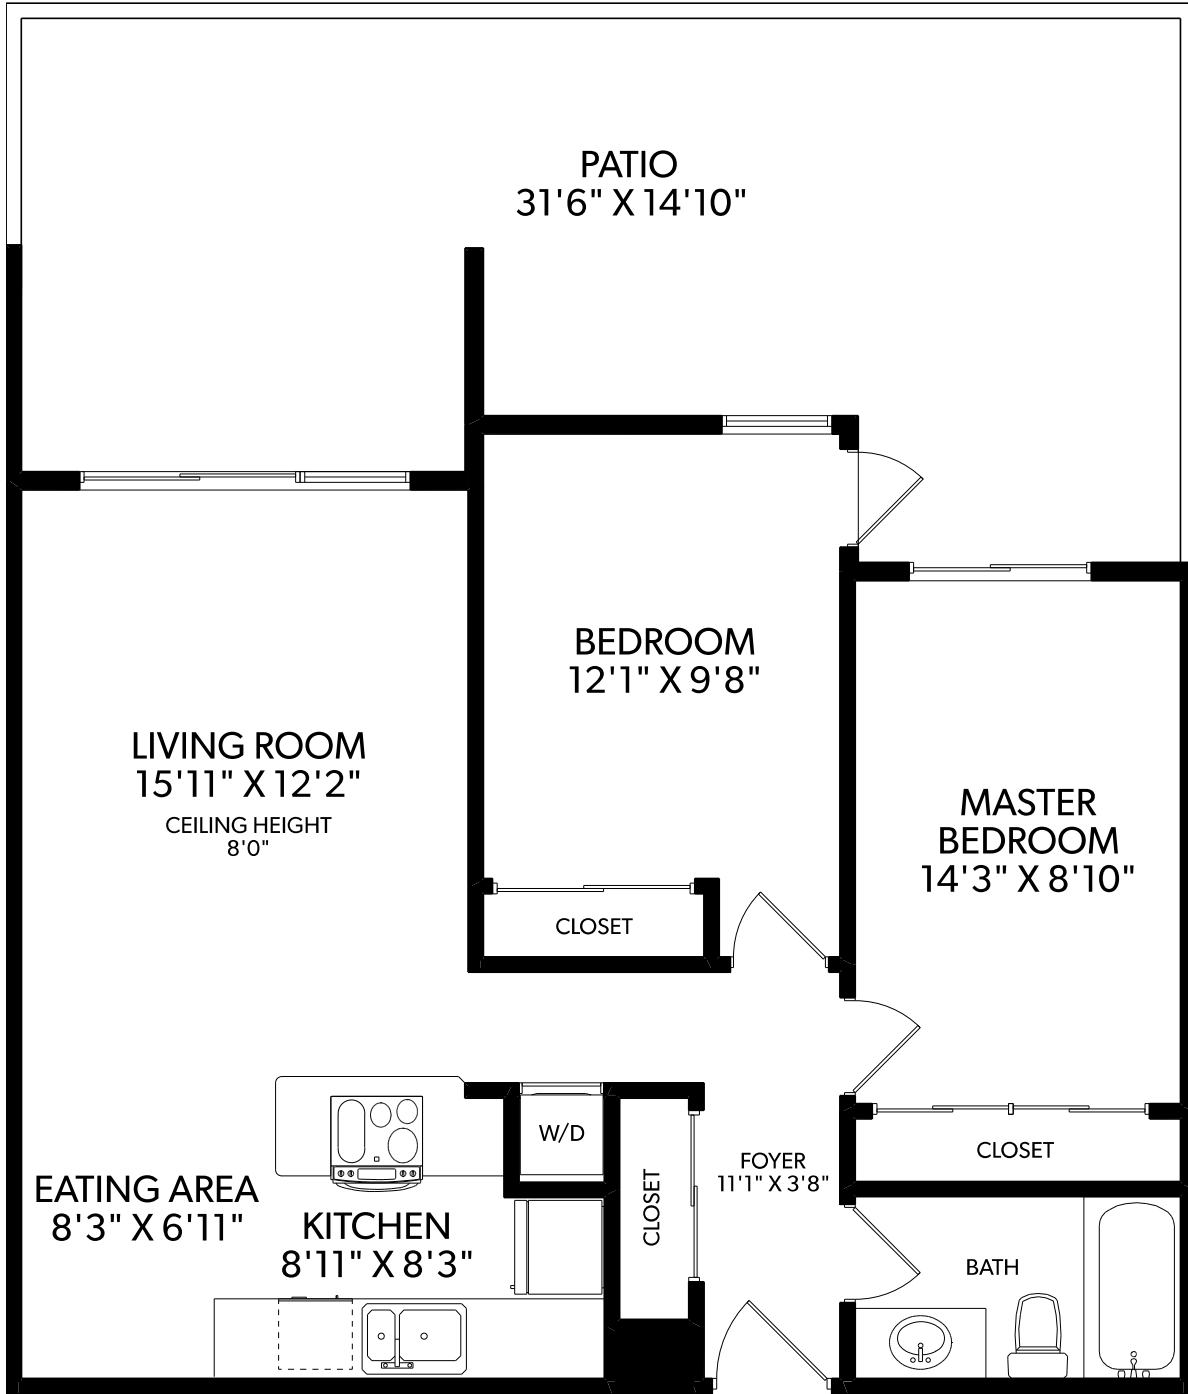 PATIO
31'6" X 14'10"
BEDROOM
12'1" X 9'8"
LIVING ROOM
15'11" X 12'2"
CEILING HEIGHT
8'0"
MASTER
BEDROOM
14'3" X 8'10"
CLOSET
W/D
CLOSET
FOYER
11'1" X 3'8"
CLOSET
EATING AREA
8'3" X 6'11"
KITCHEN
8'11" X 8'3"
BATH